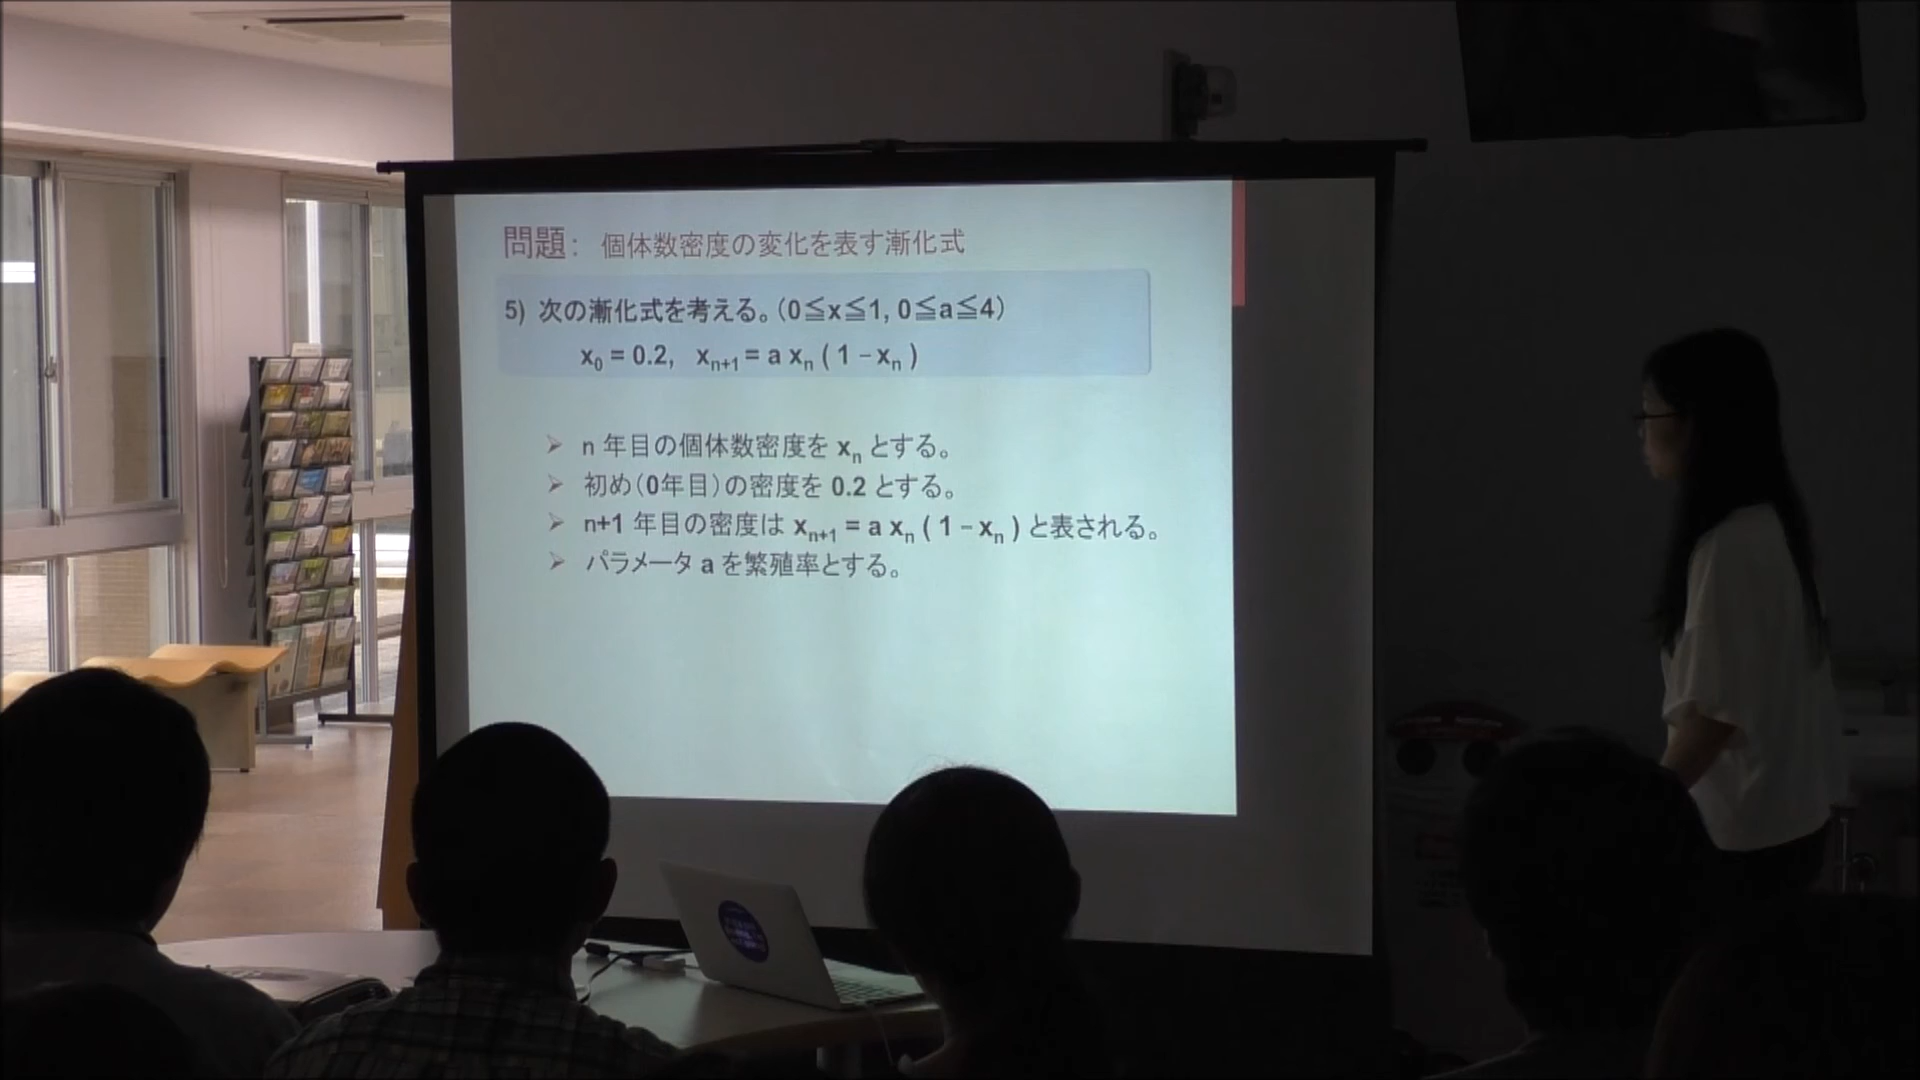 問題： 個体数密度の変化を表す漸化式
5) 次の漸化式を考える。（0≦x≦1, 0≦a≦4）
x₀ = 0.2, xₙ₊₁ = a xₙ ( 1 – xₙ )
➢ n 年目の個体数密度を xₙ とする。
➢ 初め（0年目）の密度を 0.2 とする。
➢ n+1 年目の密度は xₙ₊₁ = a xₙ ( 1 – xₙ ) と表される。
➢ パラメータ a を繁殖率とする。